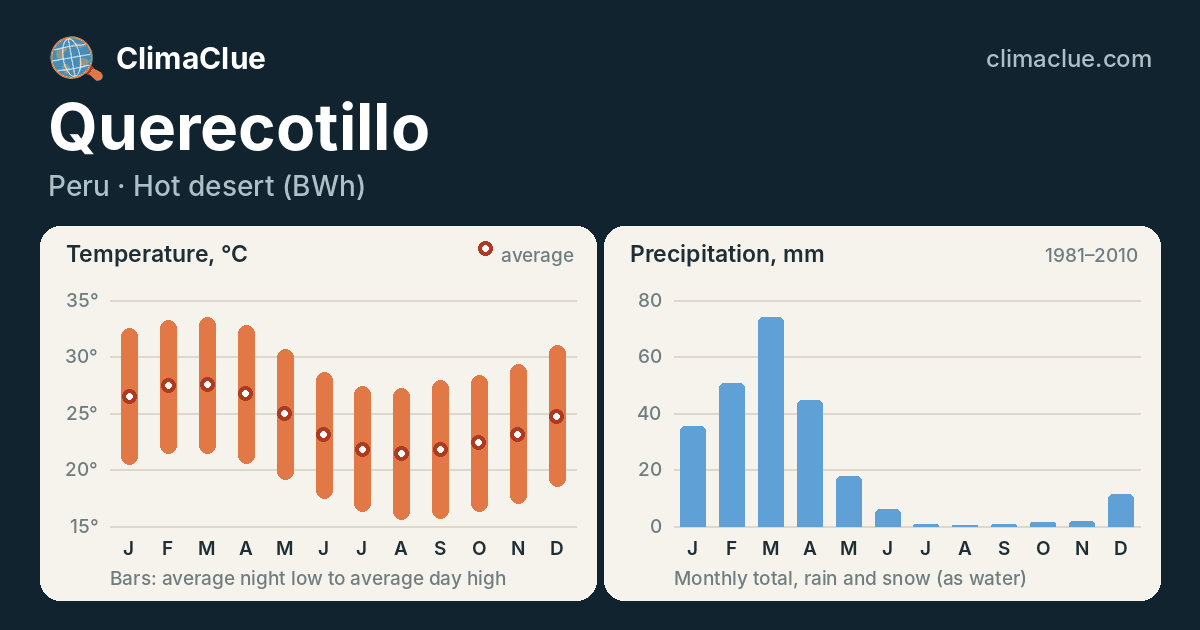 ClimaClue
climaclue.com
Querecotillo
Peru · Hot desert (BWh)
Temperature, °C
average
35°
30°
25°
20°
15°
J F M A M J J A S O N D
Bars: average night low to average day high
Precipitation, mm
1981–2010
80
60
40
20
0
J F M A M J J A S O N D
Monthly total, rain and snow (as water)